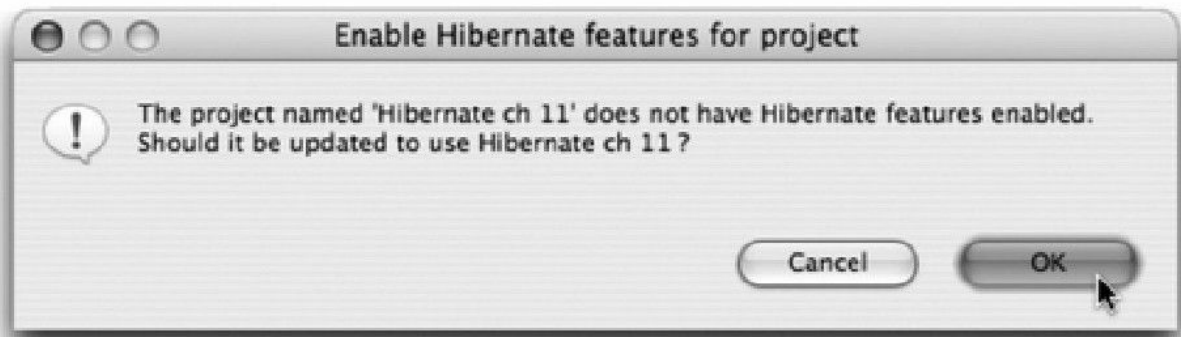 Enable Hibernate features for project
The project named 'Hibernate ch 11' does not have Hibernate features enabled.
Should it be updated to use Hibernate ch 11?
Cancel
OK